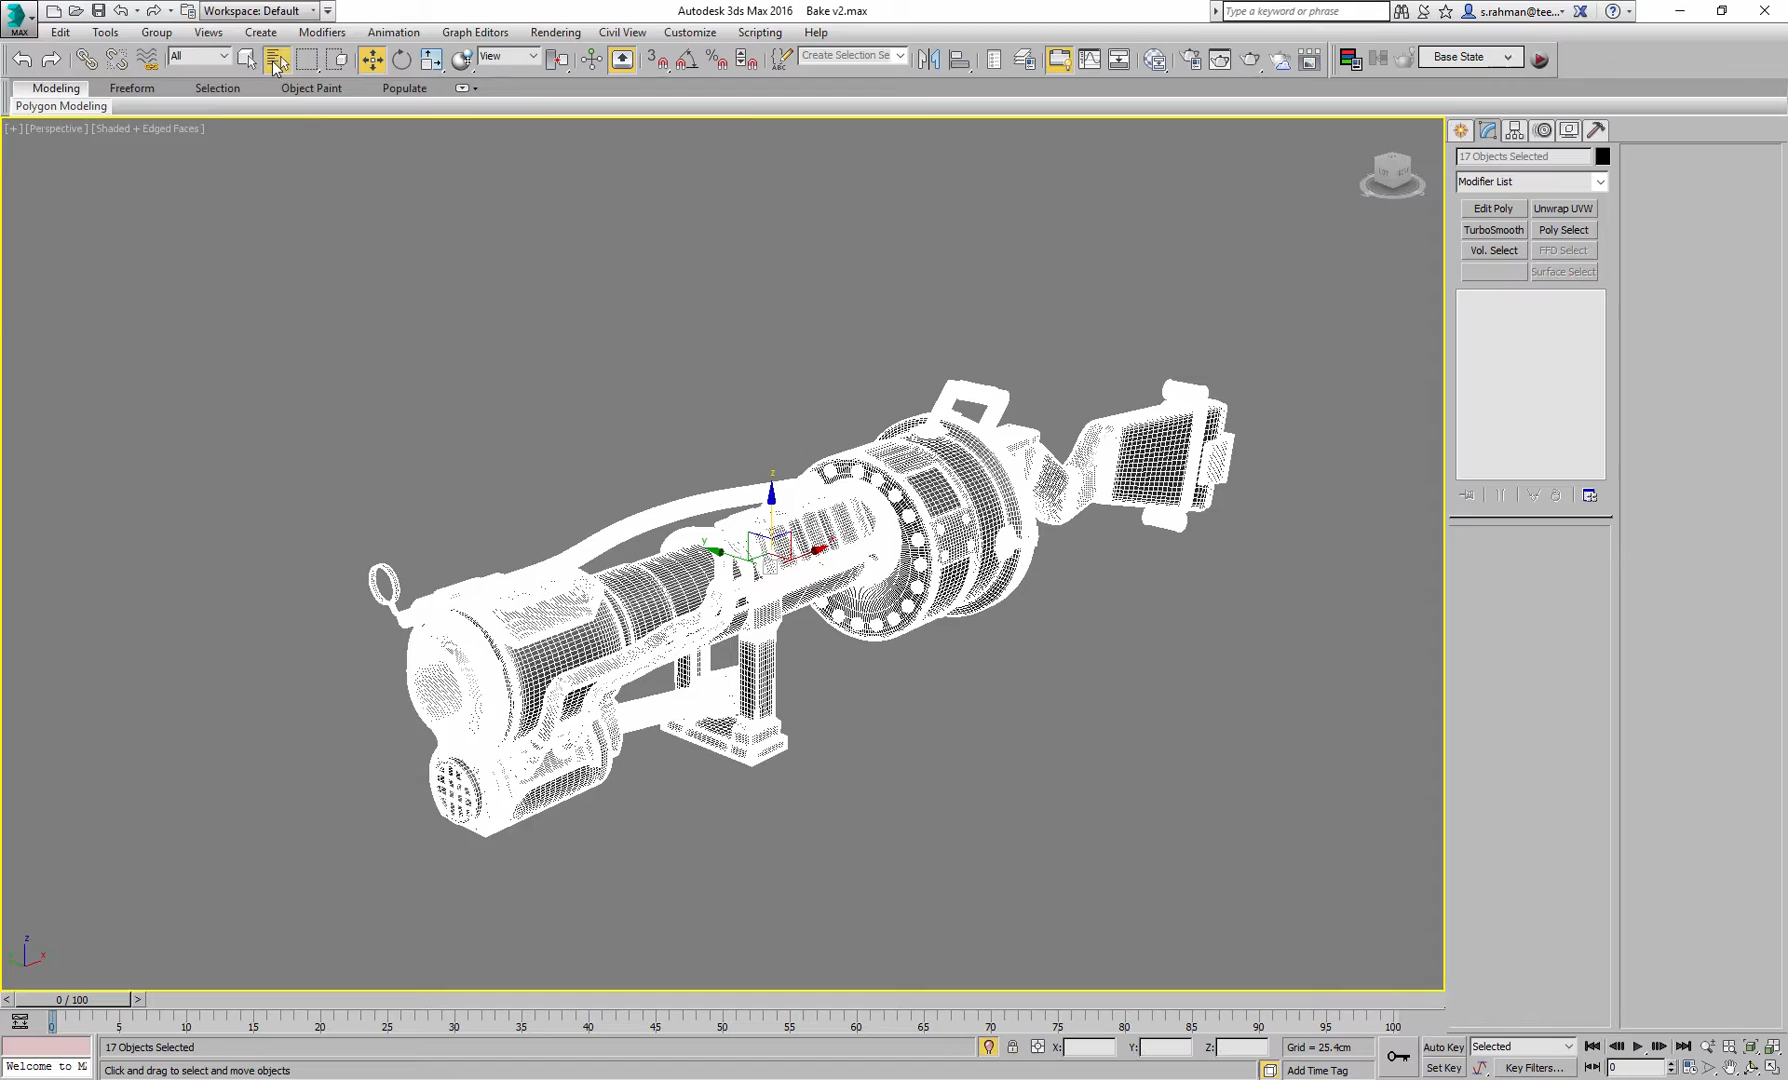 MAX
Workspace: Default
Autodesk 3ds Max 2016    Bake v2.max
Type a keyword or phrase
s.rahman@tee...
Edit Tools Group Views Create Modifiers Animation Graph Editors Rendering Civil View Customize Scripting Help
All
View
3
Create Selection Se
Base State
Modeling Freeform Selection Object Paint Populate
Polygon Modeling
[+] [Perspective] [Shaded + Edged Faces]
17 Objects Selected
Modifier List
Edit Poly Unwrap UVW
TurboSmooth Poly Select
Vol. Select FFD Select
Surface Select
z
y
z
x
< 0 / 100 >
0 5 10 15 20 25 30 35 40 45 50 55 60 65 70 75 80 85 90 95 100
17 Objects Selected
X: Y: Z: Grid = 25.4cm
Auto Key Selected
Welcome to M
Click and drag to select and move objects
Add Time Tag
Set Key Key Filters... 0